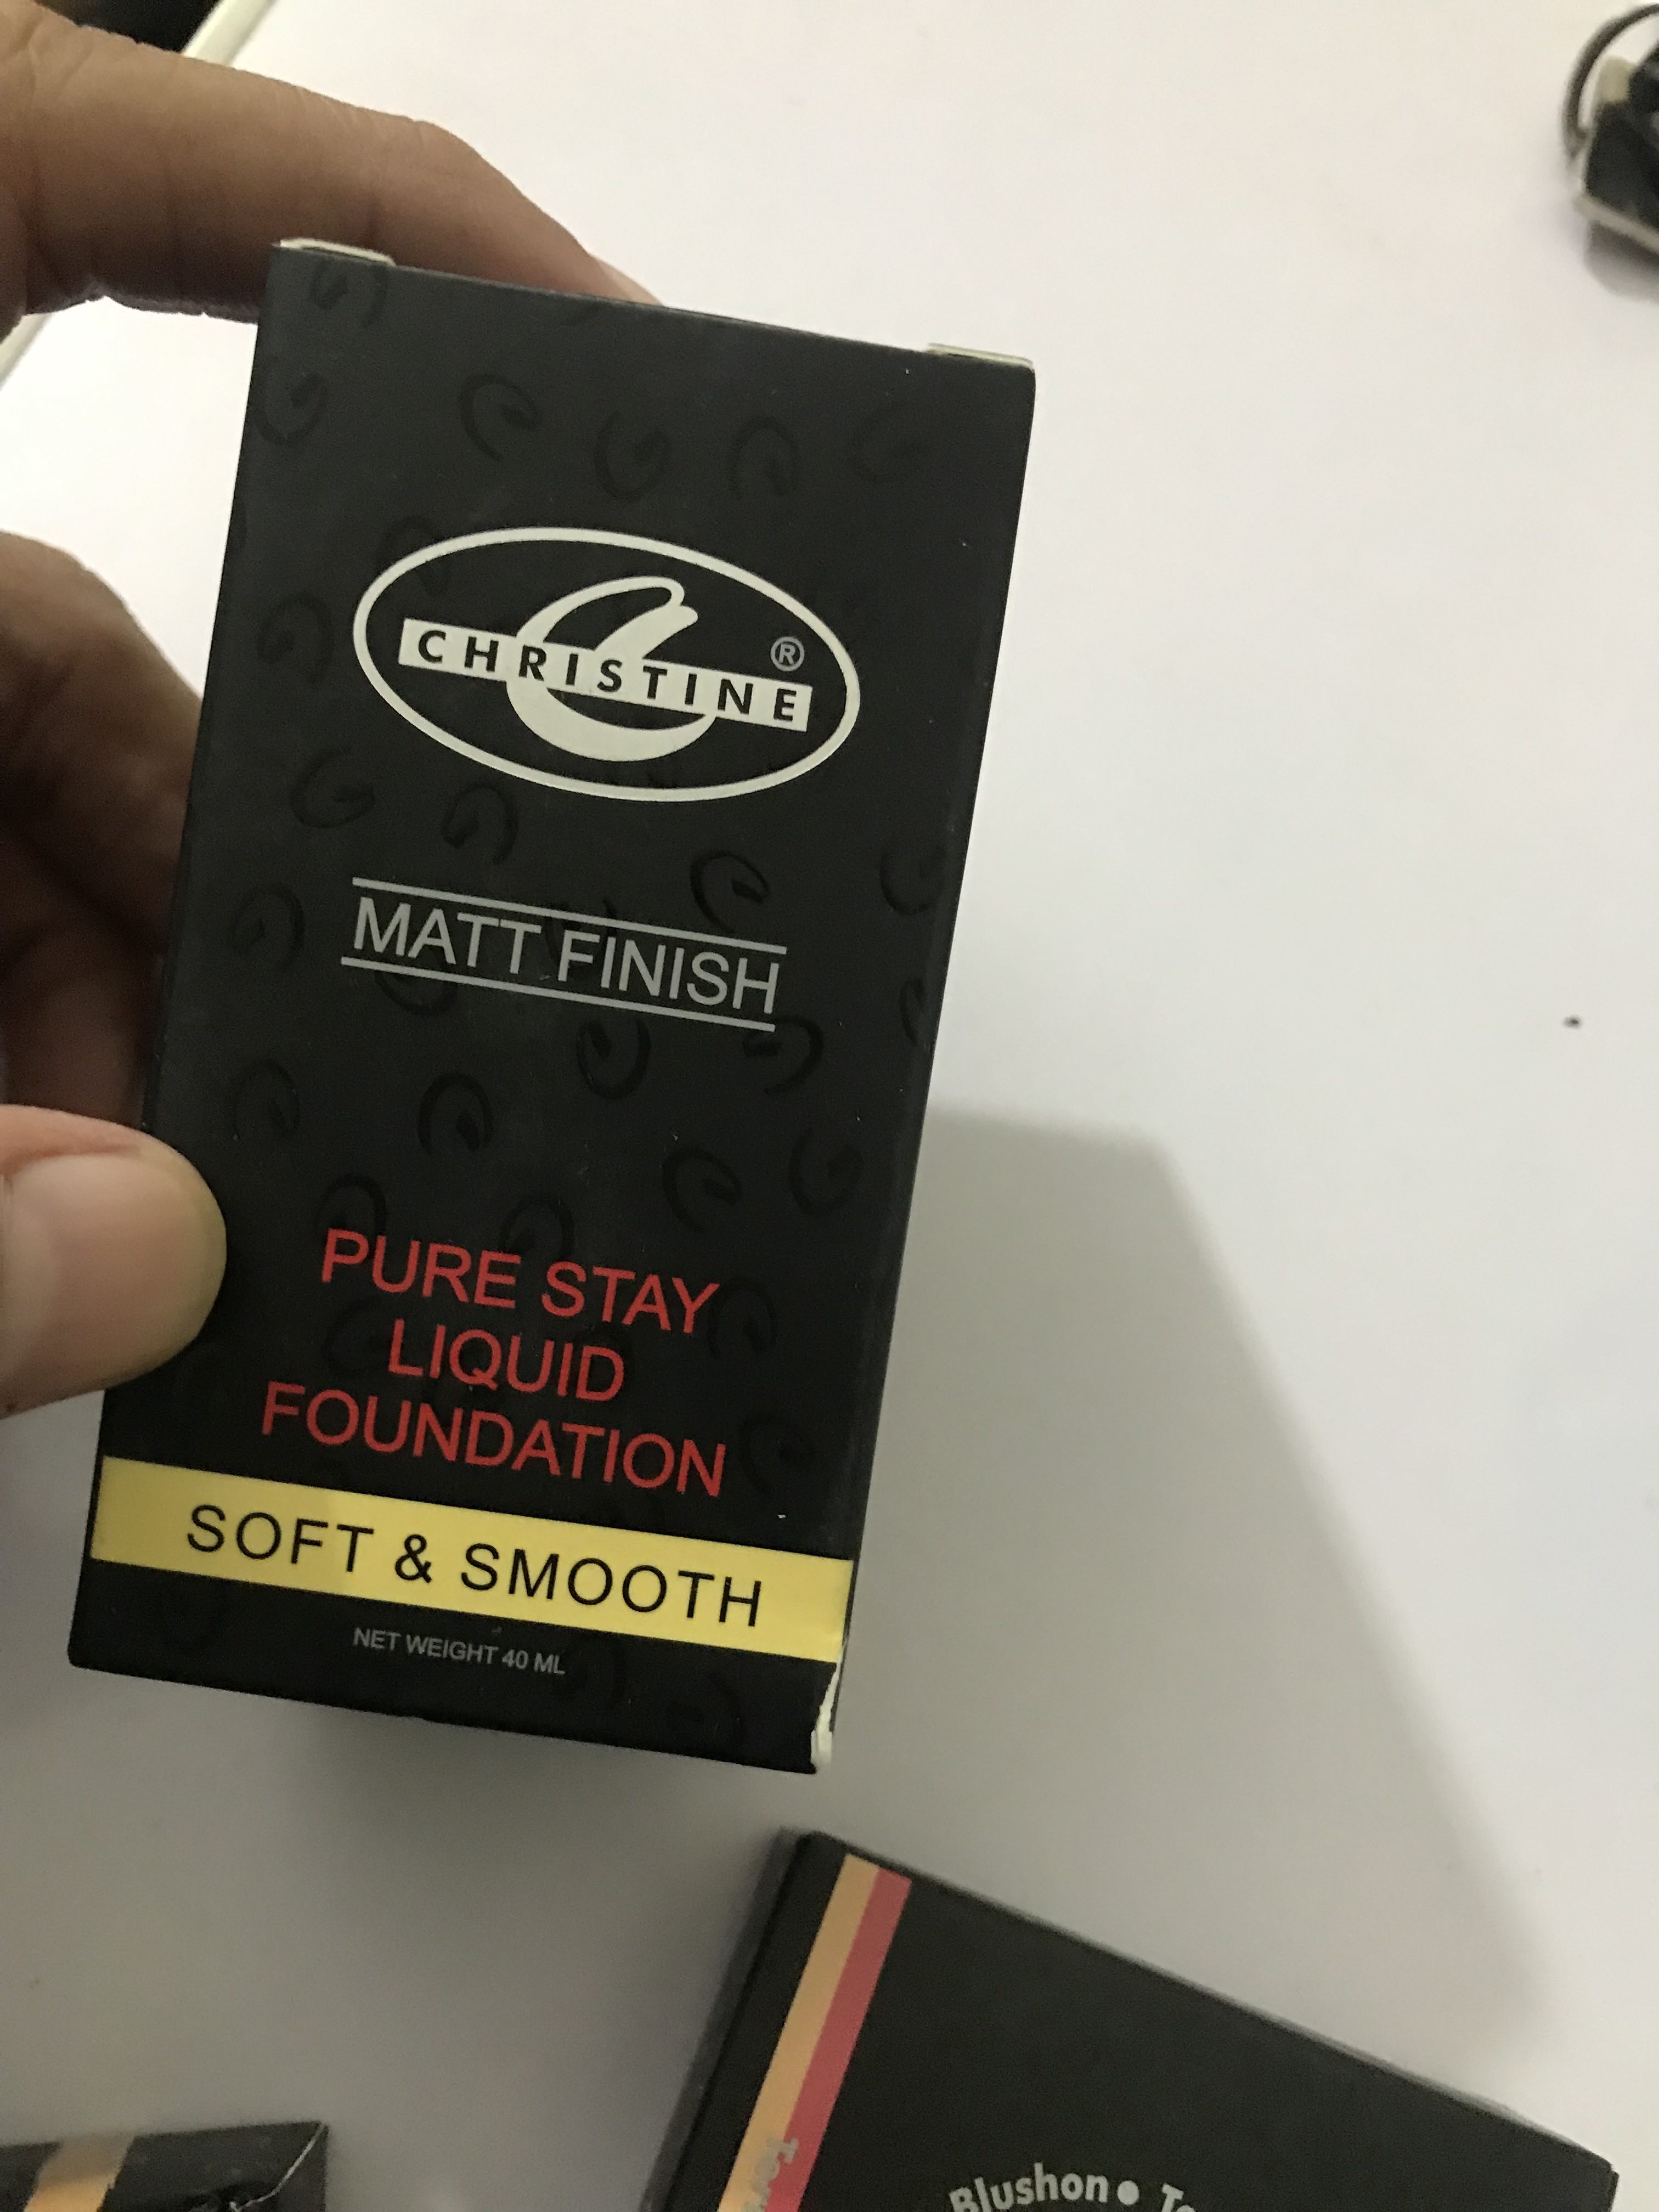 CHRISTINE ®
MATT FINISH
PURE STAY
LIQUID
FOUNDATION
SOFT & SMOOTH
NET WEIGHT 40 ML
Blushon •